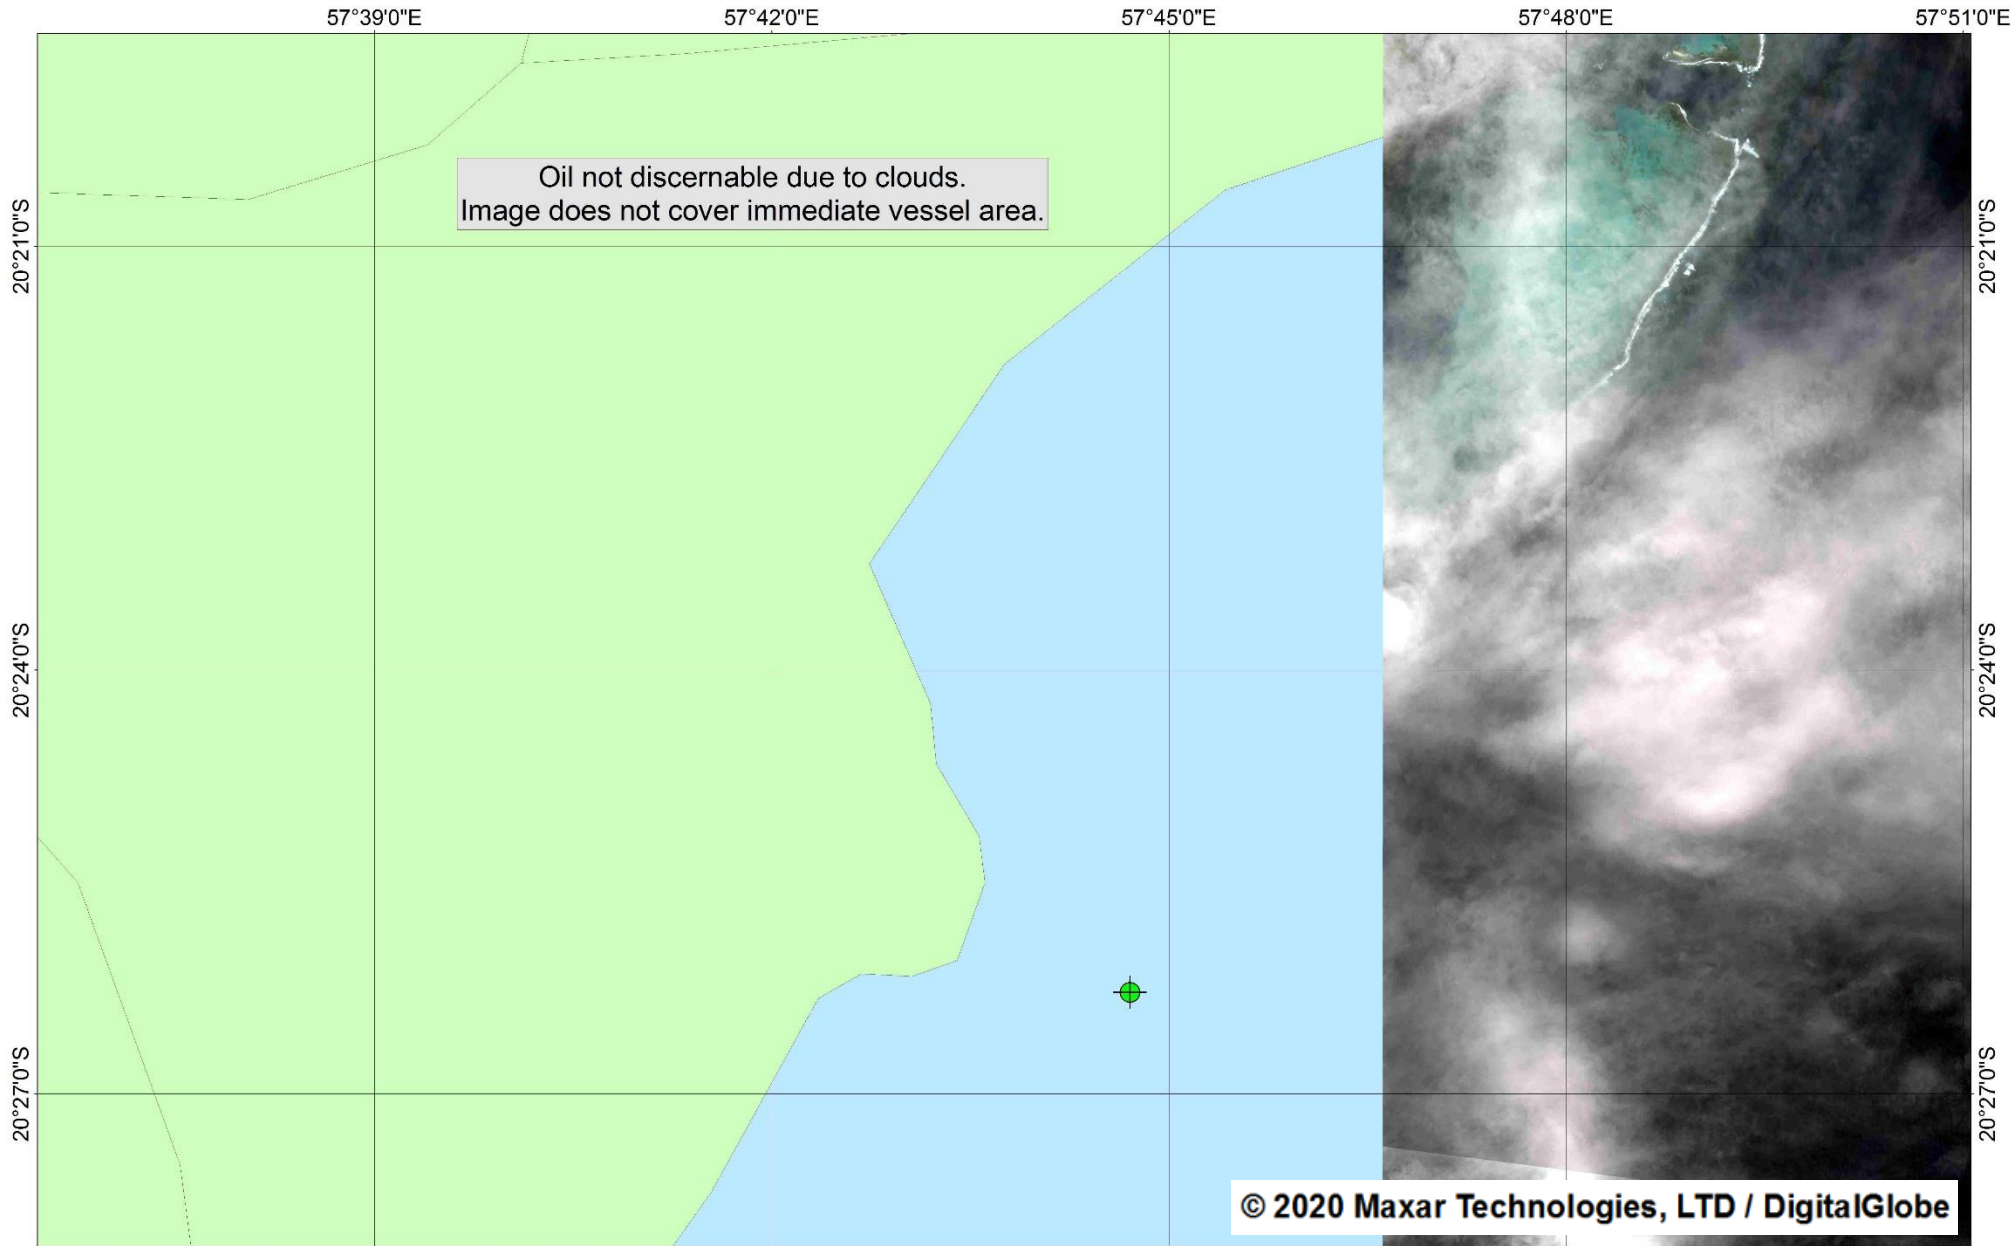 57°39'0"E
57°42'0"E
57°45'0"E
57°48'0"E
57°51'0"E
Oil not discernable due to clouds.
Image does not cover immediate vessel area.
20°21'0"S
20°21'0"S
20°24'0"S
20°24'0"S
20°27'0"S
20°27'0"S
© 2020 Maxar Technologies, LTD / DigitalGlobe